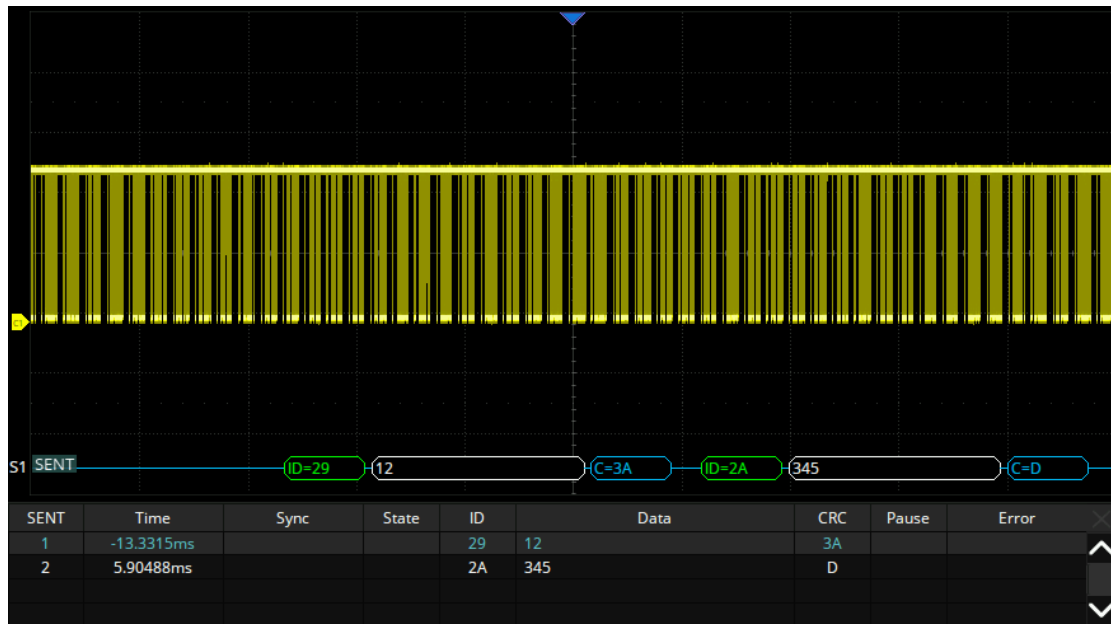 S1 SENT ID=29 12 C=3A ID=2A 345 C=D
SENT Time Sync State ID Data CRC Pause Error
1 -13.3315ms 29 12 3A
2 5.90488ms 2A 345 D